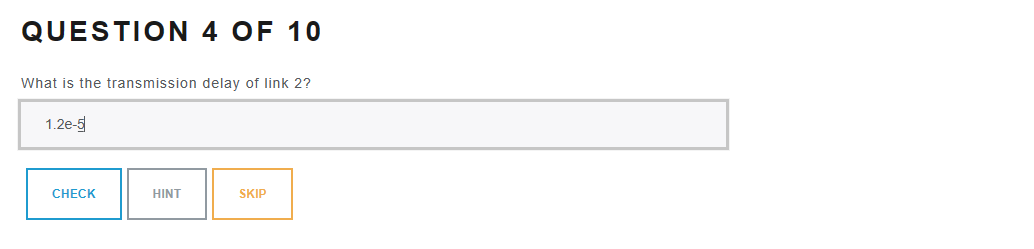 QUESTION 4 OF 10
What is the transmission delay of link 2?
1.2e-5
CHECK HINT SKIP